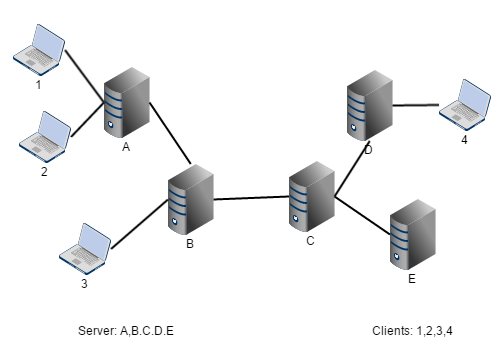 1
A
D
4
2
B
C
3
E
Server: A,B.C.D.E
Clients: 1,2,3,4